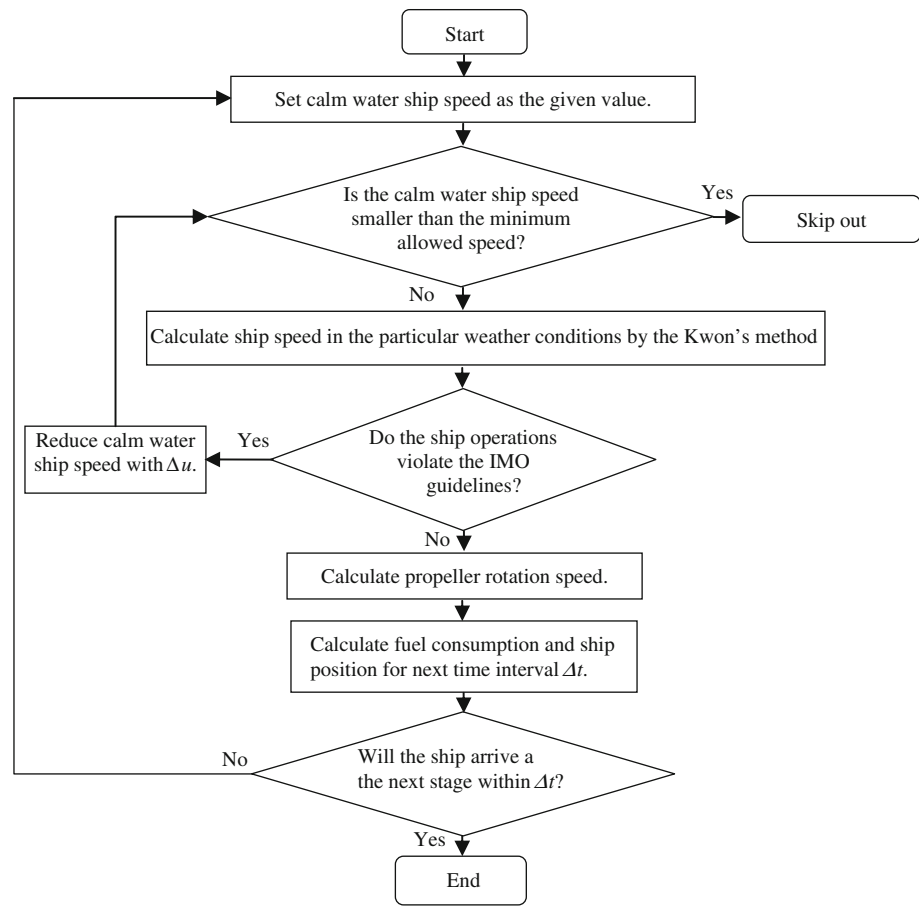 Start
Set calm water ship speed as the given value.
Is the calm water ship speed
smaller than the minimum
allowed speed?
Yes
Skip out
No
Calculate ship speed in the particular weather conditions by the Kwon's method
Do the ship operations
violate the IMO
guidelines?
Yes
Reduce calm water
ship speed with Δu.
No
Calculate propeller rotation speed.
Calculate fuel consumption and ship
position for next time interval Δt.
Will the ship arrive a
the next stage within Δt?
No
Yes
End